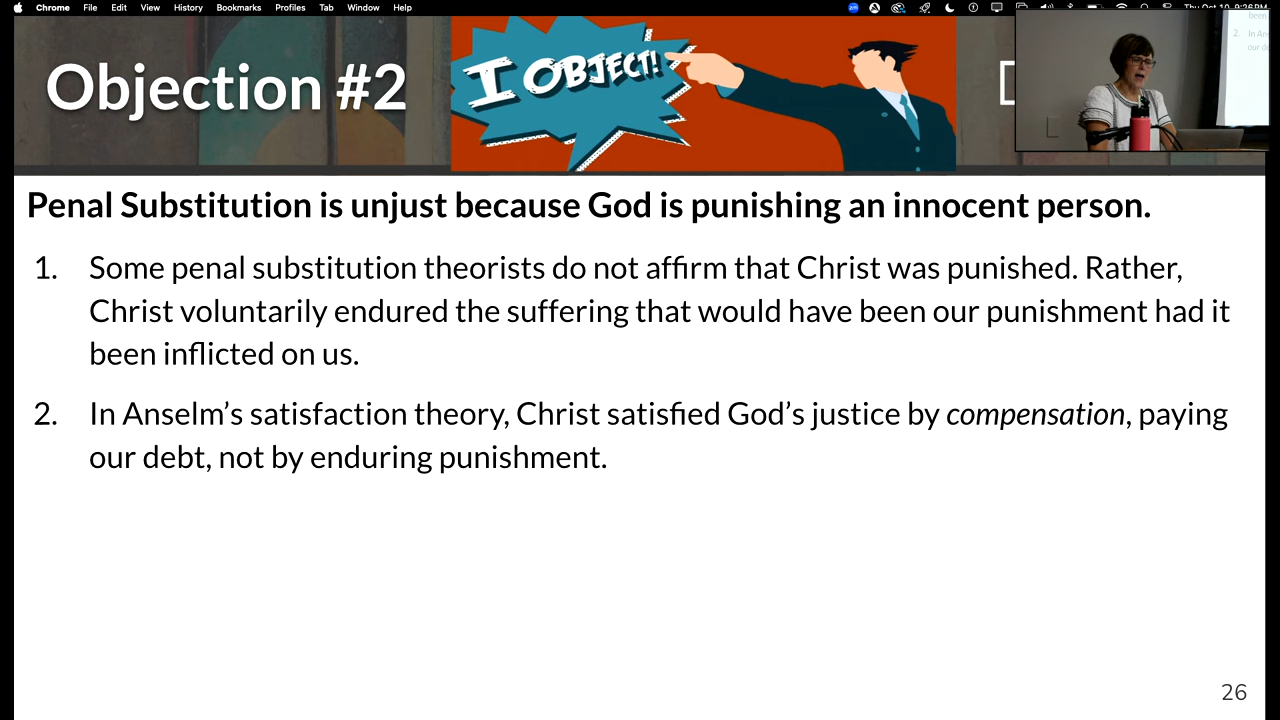 Chrome File Edit View History Bookmarks Profiles Tab Window Help
Objection #2
I OBJECT!
Penal Substitution is unjust because God is punishing an innocent person.
1. Some penal substitution theorists do not affirm that Christ was punished. Rather,
Christ voluntarily endured the suffering that would have been our punishment had it
been inflicted on us.
2. In Anselm’s satisfaction theory, Christ satisfied God’s justice by compensation, paying
our debt, not by enduring punishment.
26